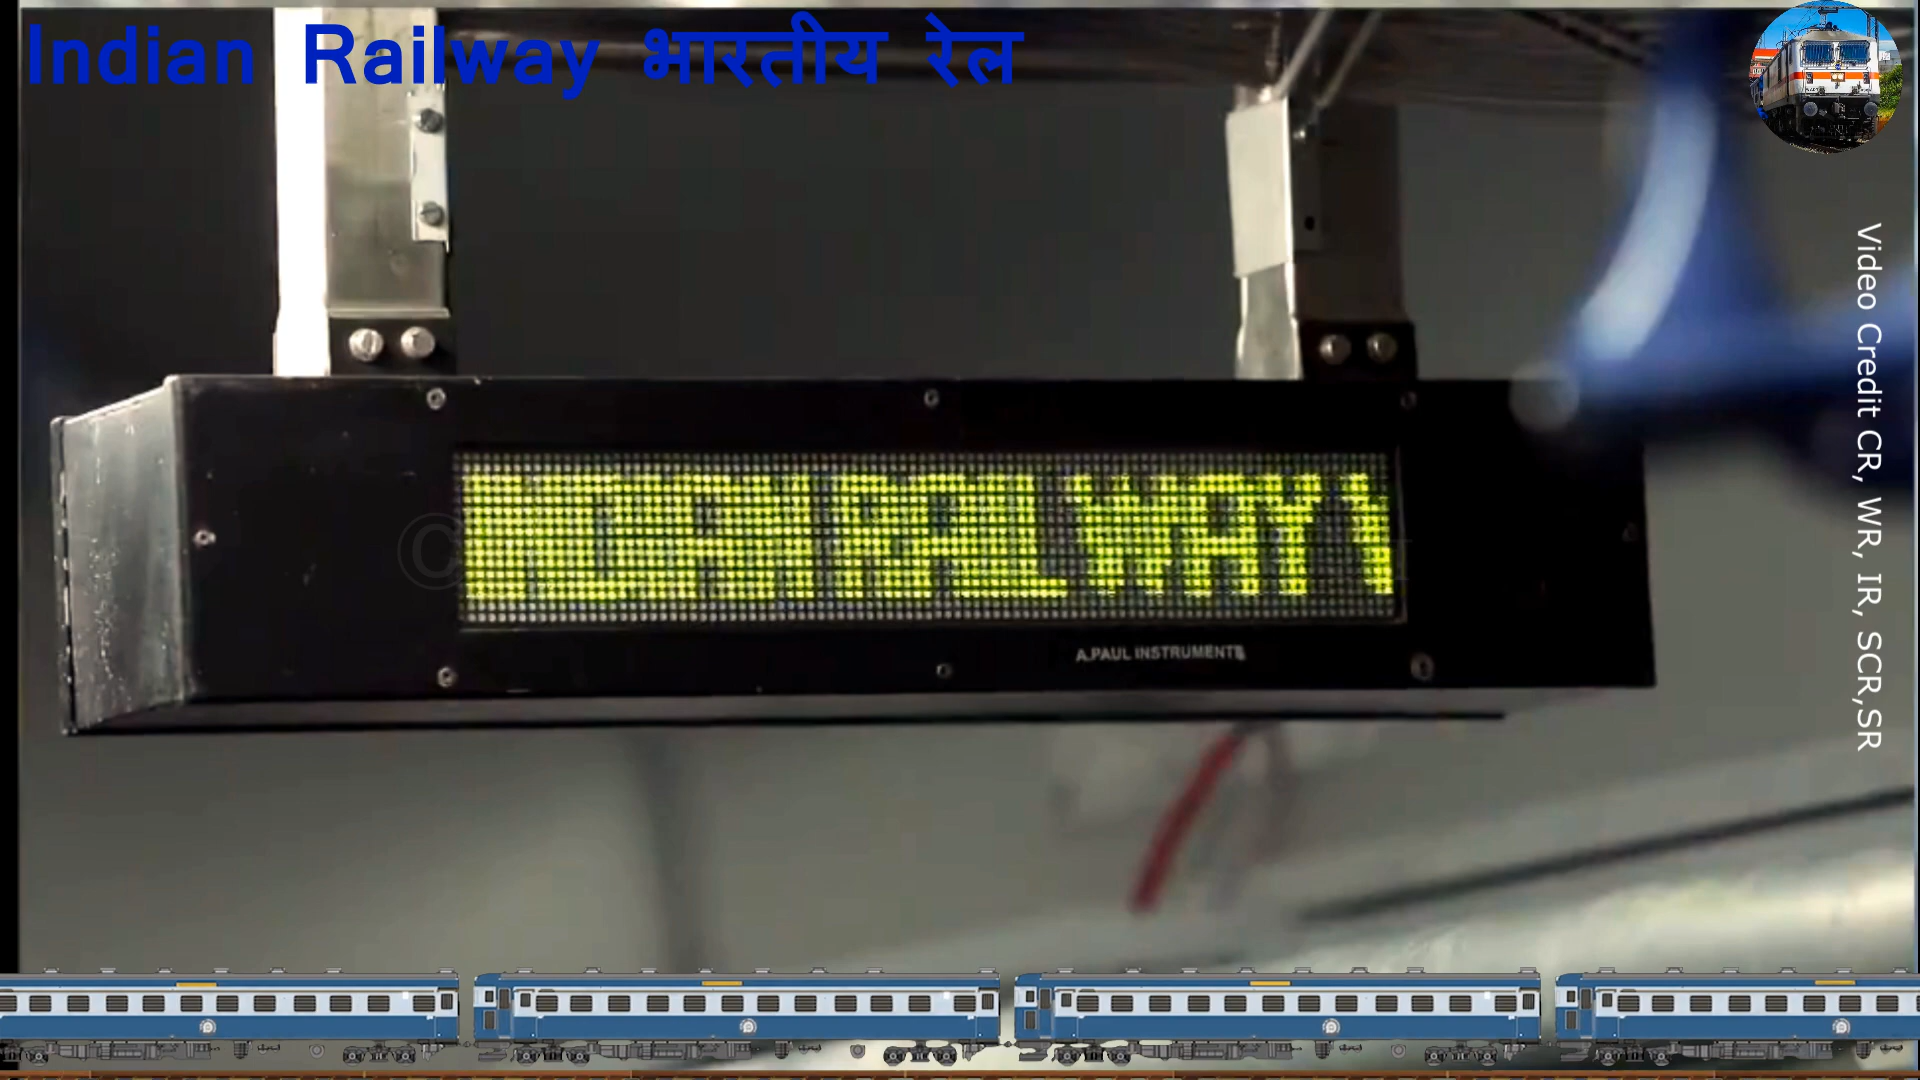 Indian Railway भारतीय रेल
INDIAN RAILWAY
A.PAUL INSTRUMENTS
Video Credit CR, WR, IR, SCR,SR